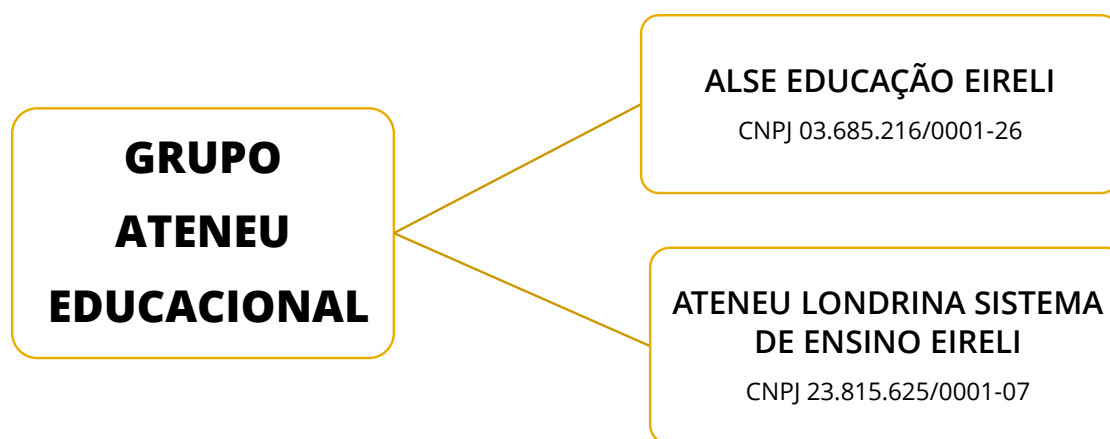 GRUPO
ATENEU
EDUCACIONAL
ALSE EDUCAÇÃO EIRELI
CNPJ 03.685.216/0001-26
ATENEU LONDRINA SISTEMA
DE ENSINO EIRELI
CNPJ 23.815.625/0001-07